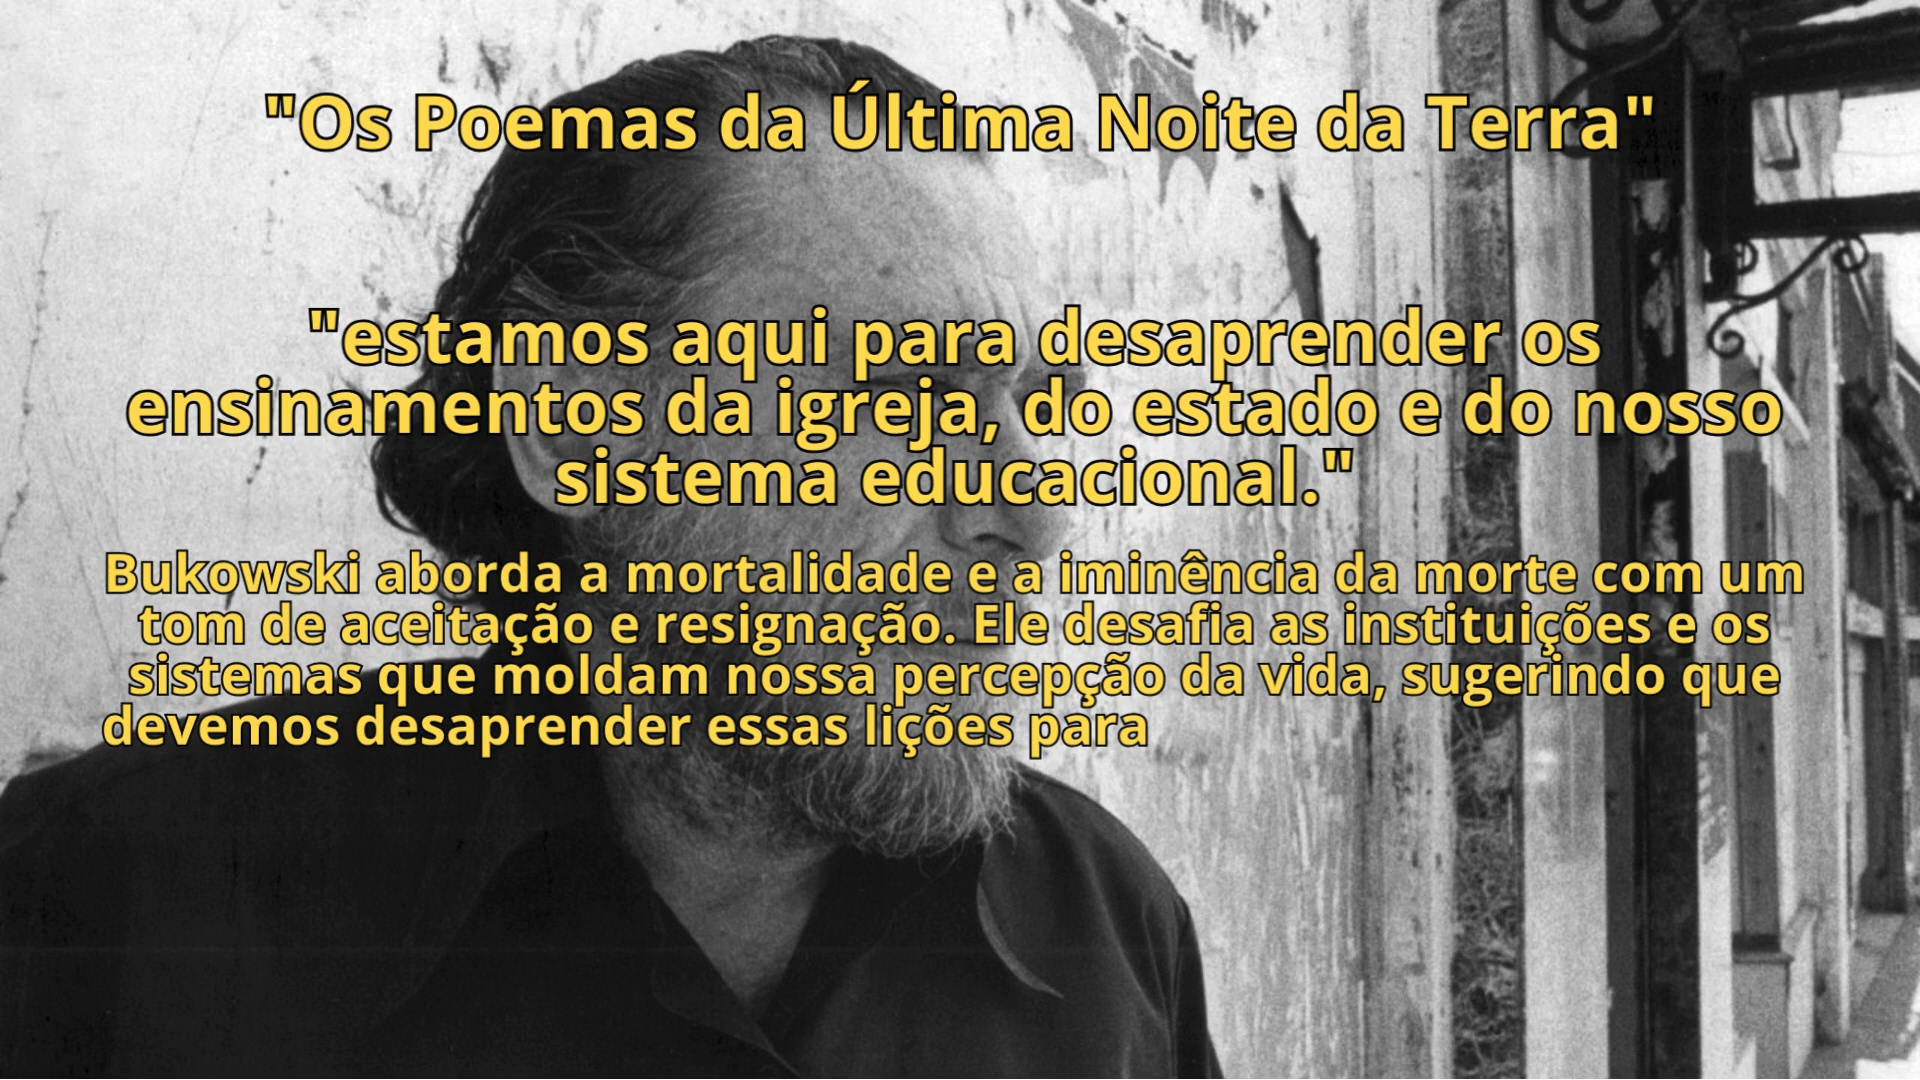 "Os Poemas da Última Noite da Terra"
"estamos aqui para desaprender os
ensinamentos da igreja, do estado e do nosso
sistema educacional."
Bukowski aborda a mortalidade e a iminência da morte com um
tom de aceitação e resignação. Ele desafia as instituições e os
sistemas que moldam nossa percepção da vida, sugerindo que
devemos desaprender essas lições para